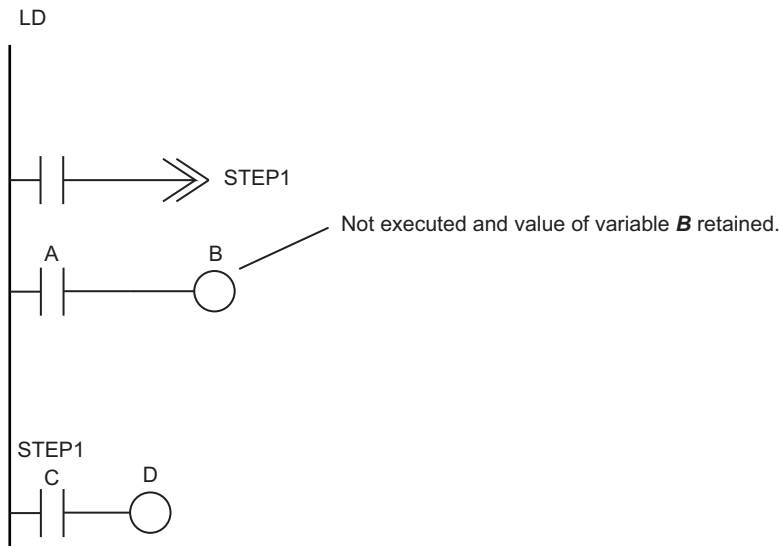 LD
STEP1
Not executed and value of variable B retained.
A
B
STEP1
C
D